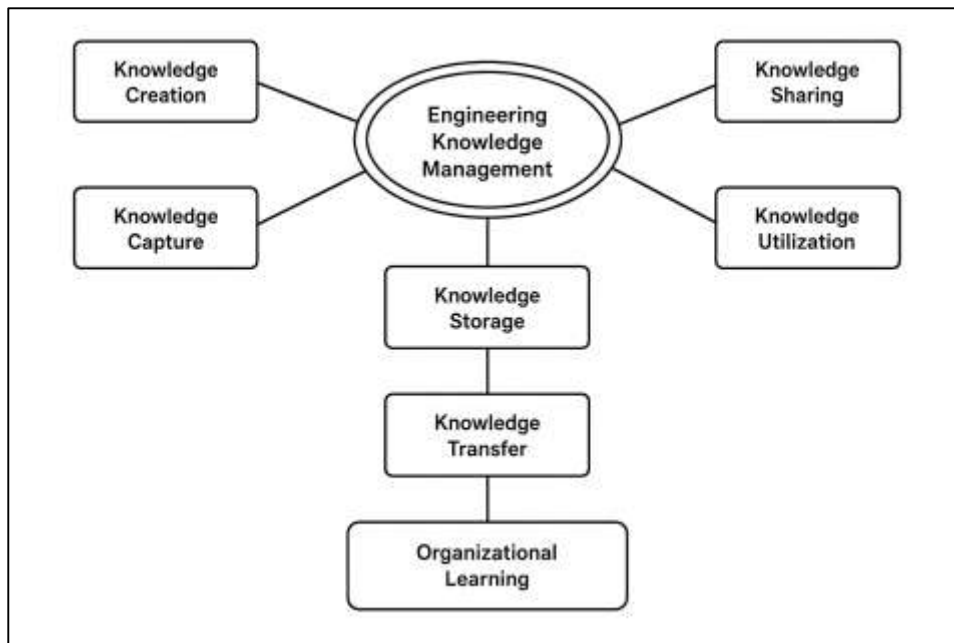 Knowledge
Creation
Engineering
Knowledge
Management
Knowledge
Sharing
Knowledge
Capture
Knowledge
Utilization
Knowledge
Storage
Knowledge
Transfer
Organizational
Learning